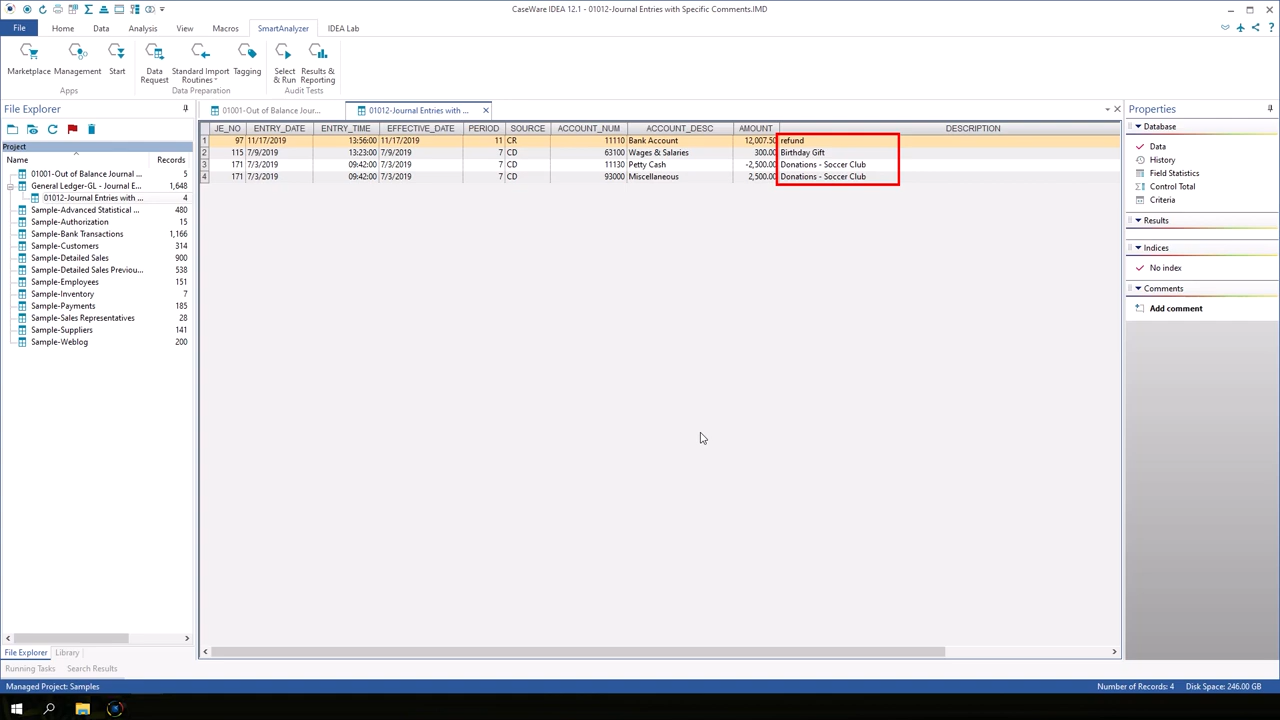 CaseWare IDEA 12.1 - 01012-Journal Entries with Specific Comments.IMD
File Home Data Analysis View Macros SmartAnalyzer IDEA Lab
Marketplace Management Start Data Request Standard Import Routines Tagging Select & Run Results & Reporting
Apps Data Preparation Audit Tests
File Explorer
Project
Name Records
01001-Out of Balance Journal ... 5
General Ledger-GL - Journal E... 1,648
01012-Journal Entries with ... 4
Sample-Advanced Statistical ... 480
Sample-Authorization 15
Sample-Bank Transactions 1,166
Sample-Customers 314
Sample-Detailed Sales 900
Sample-Detailed Sales Previou... 538
Sample-Employees 151
Sample-Inventory 7
Sample-Payments 185
Sample-Sales Representatives 28
Sample-Suppliers 141
Sample-Weblog 200
File Explorer Library
Running Tasks Search Results
01001-Out of Balance Jour... 01012-Journal Entries with ...
JE_NO ENTRY_DATE ENTRY_TIME EFFECTIVE_DATE PERIOD SOURCE ACCOUNT_NUM ACCOUNT_DESC AMOUNT DESCRIPTION
1 97 11/17/2019 13:56:00 11/17/2019 11 CR 11110 Bank Account 12,007.50 refund
2 115 7/9/2019 13:23:00 7/9/2019 7 CD 63100 Wages & Salaries 300.00 Birthday Gift
3 171 7/3/2019 09:42:00 7/3/2019 7 CD 11130 Petty Cash -2,500.00 Donations - Soccer Club
4 171 7/3/2019 09:42:00 7/3/2019 7 CD 93000 Miscellaneous 2,500.00 Donations - Soccer Club
Properties
Database
Data
History
Field Statistics
Control Total
Criteria
Results
Indices
No index
Comments
Add comment
Managed Project: Samples Number of Records: 4 Disk Space: 246.00 GB